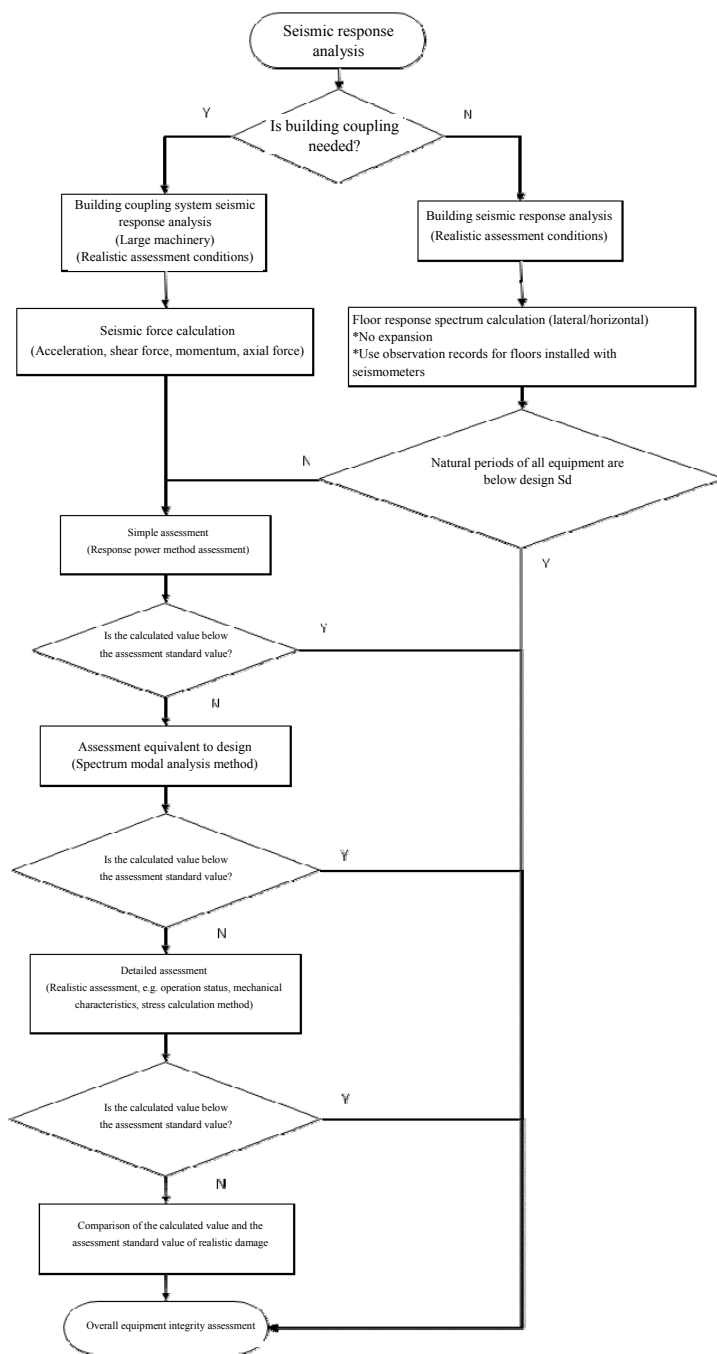 Seismic response
analysis
Y
N
Is building coupling
needed?
Building coupling system seismic
response analysis
(Large machinery)
(Realistic assessment conditions)
Building seismic response analysis
(Realistic assessment conditions)
Seismic force calculation
(Acceleration, shear force, momentum, axial force)
Floor response spectrum calculation (lateral/horizontal)
*No expansion
*Use observation records for floors installed with
seismometers
N
Natural periods of all equipment are
below design Sd
Y
Simple assessment
(Response power method assessment)
Is the calculated value below
the assessment standard value?
Y
N
Assessment equivalent to design
(Spectrum modal analysis method)
Is the calculated value below
the assessment standard value?
Y
N
Detailed assessment
(Realistic assessment, e.g. operation status, mechanical
characteristics, stress calculation method)
Is the calculated value below
the assessment standard value?
Y
N
Comparison of the calculated value and the
assessment standard value of realistic damage
Overall equipment integrity assessment